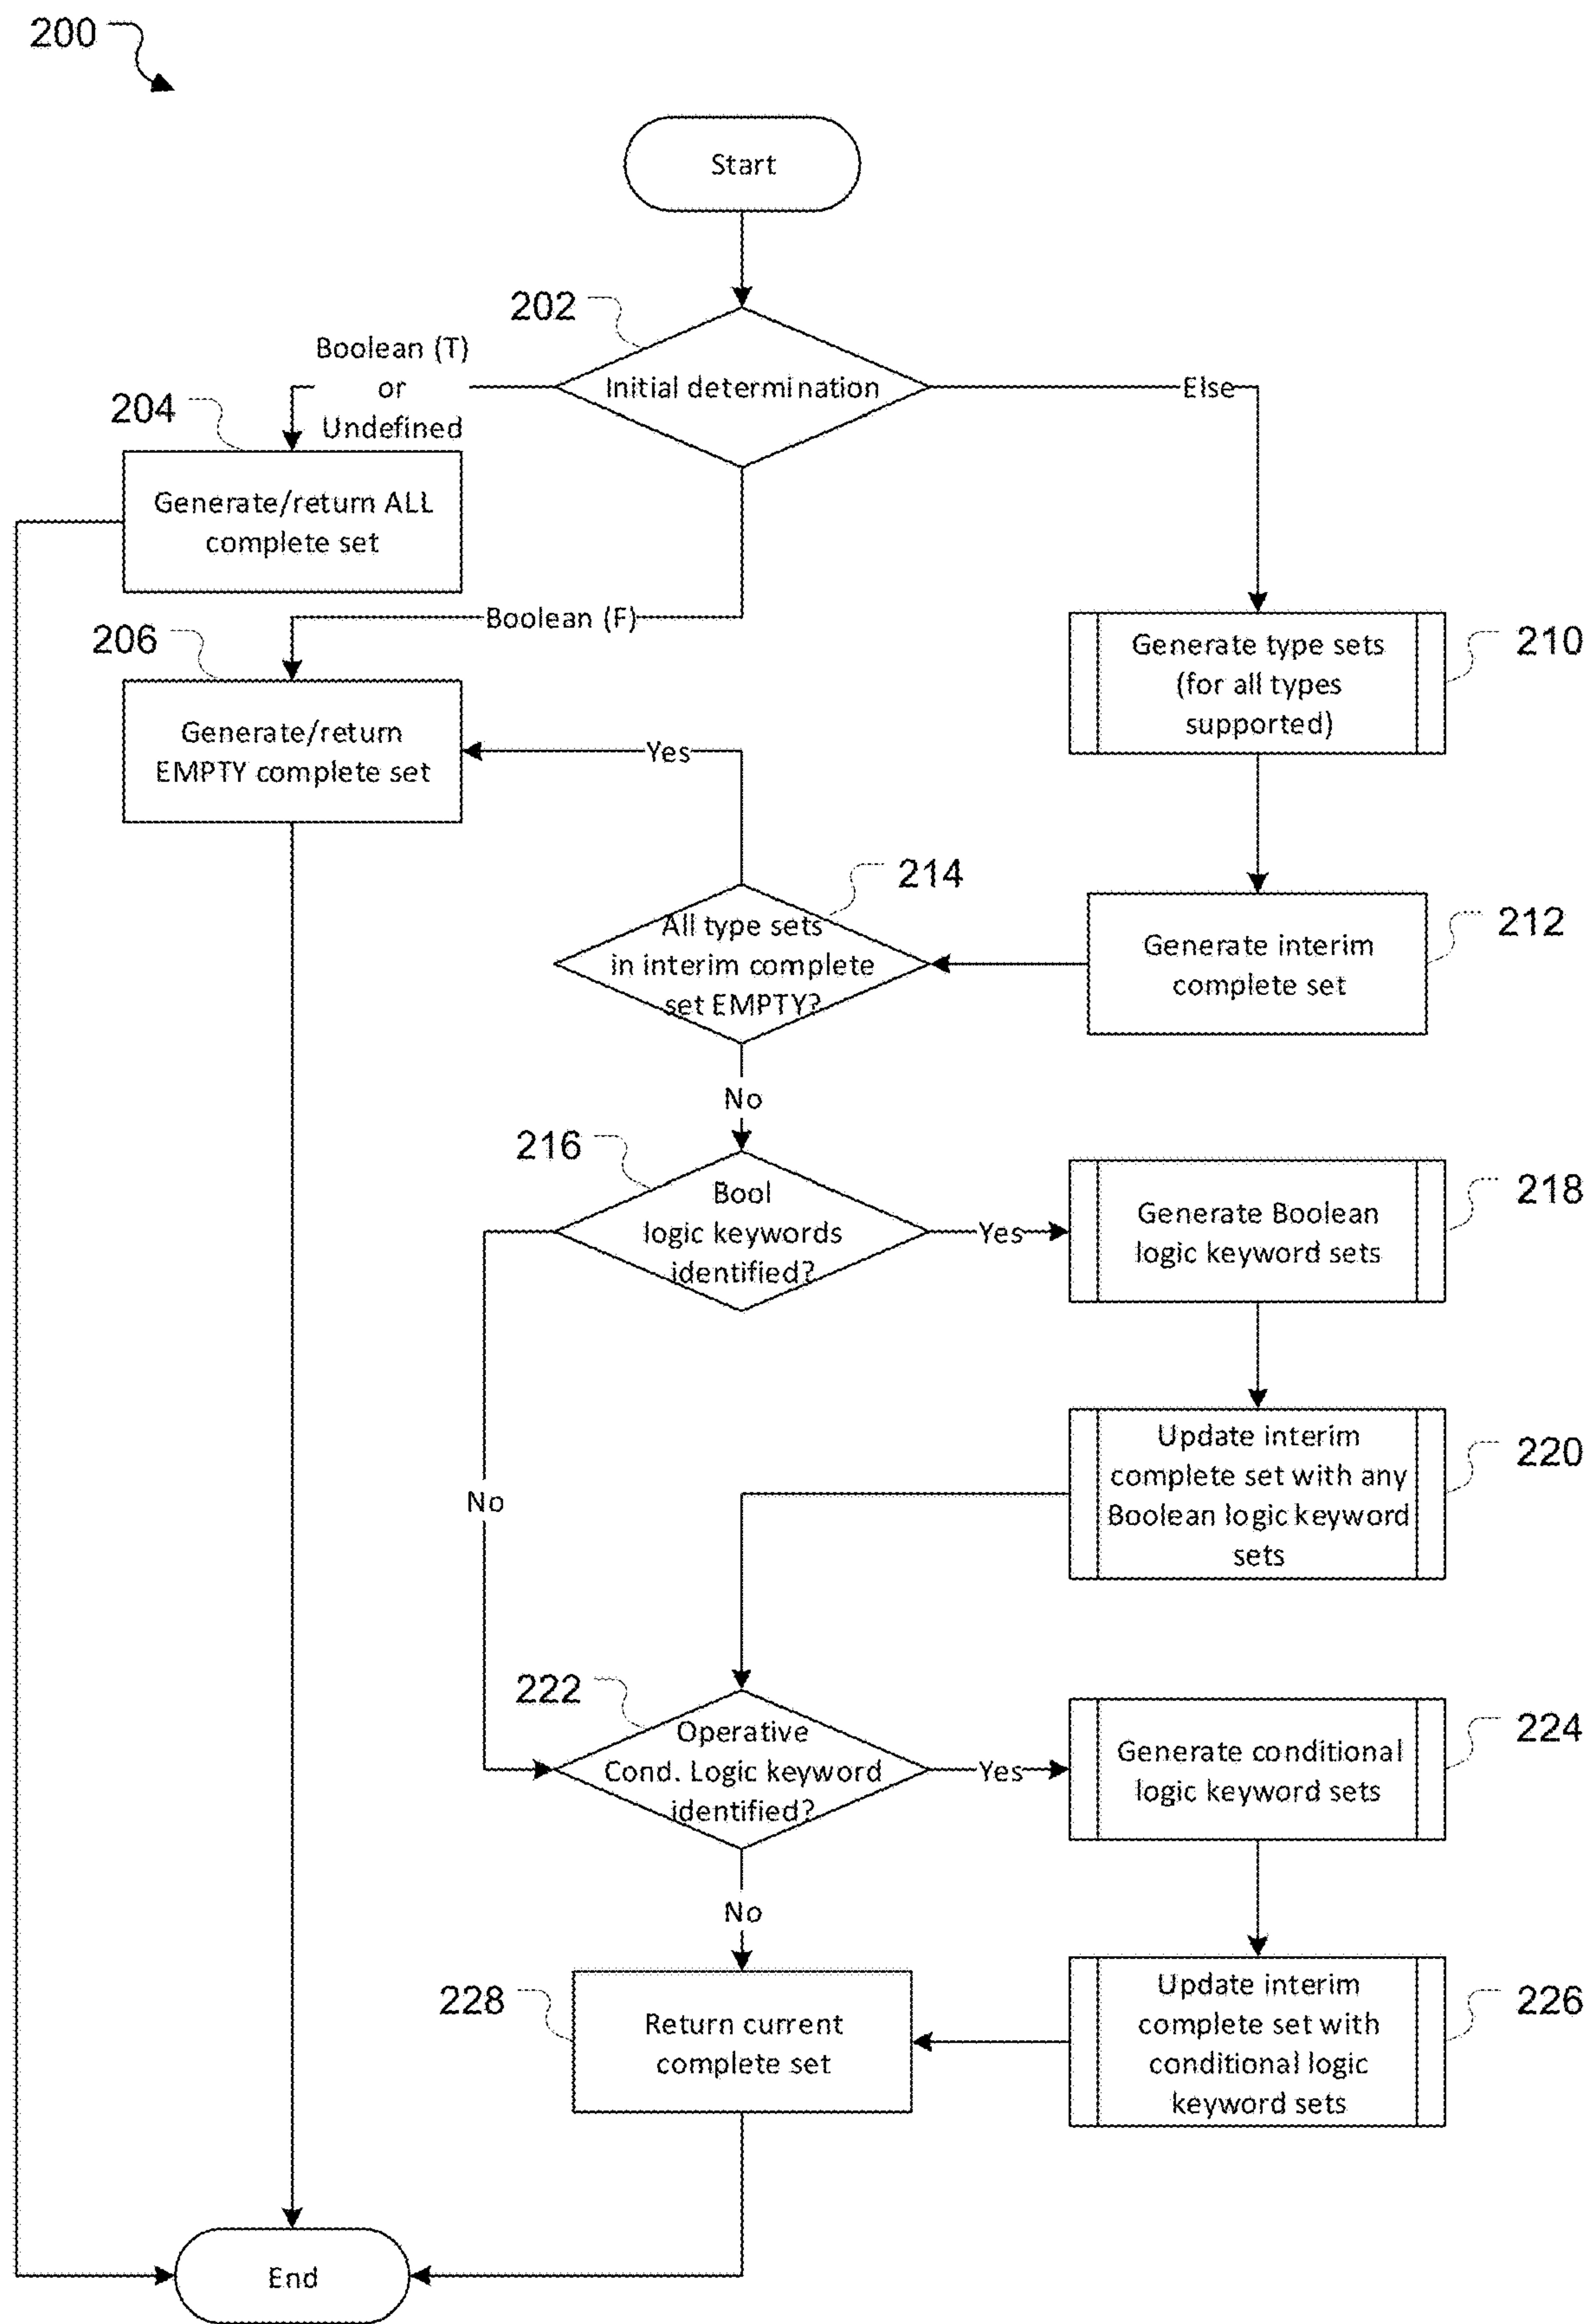 200
Start
202
Initial determination
Boolean (T)
or
Undefined
Else
204
Generate/return ALL
complete set
Boolean (F)
206
Generate/return
EMPTY complete set
210
Generate type sets
(for all types
supported)
Yes
214
All type sets
in interim complete
set EMPTY?
212
Generate interim
complete set
No
216
Bool
logic keywords
identified?
Yes
218
Generate Boolean
logic keyword sets
No
220
Update interim
complete set with any
Boolean logic keyword
sets
222
Operative
Cond. Logic keyword
identified?
Yes
224
Generate conditional
logic keyword sets
No
228
Return current
complete set
226
Update interim
complete set with
conditional logic
keyword sets
End